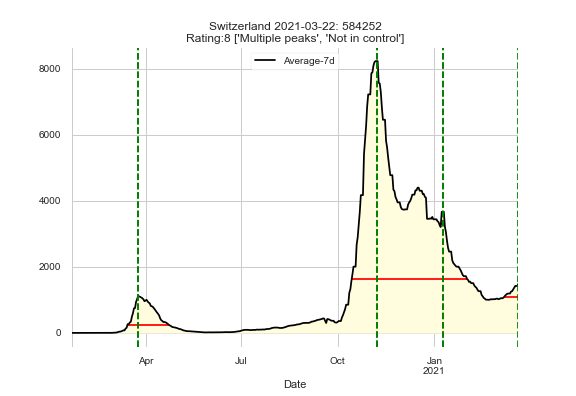 Switzerland 2021-03-22: 584252
Rating:8 ['Multiple peaks', 'Not in control']
Average-7d
8000
6000
4000
2000
0
Apr
Jul
Oct
Jan
2021
Date